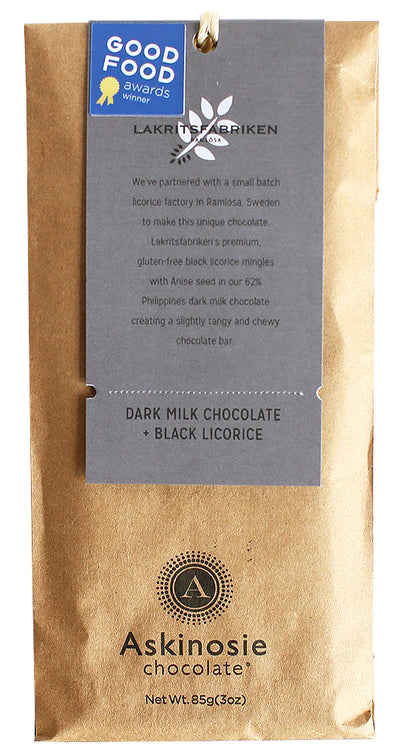 GOOD
FOOD
awards
winner
LAKRITSFABRIKEN
RAMLÖSA
We've partnered with a small batch
licorice factory in Ramlösa, Sweden
to make this unique chocolate.
Lakritsfabriken's premium,
gluten-free black licorice mingles
with Anise seed in our 62%
Philippines dark milk chocolate
creating a slightly tangy and chewy
chocolate bar.
DARK MILK CHOCOLATE
+ BLACK LICORICE
A
Askinosie
chocolate®
Net Wt. 85g(3oz)